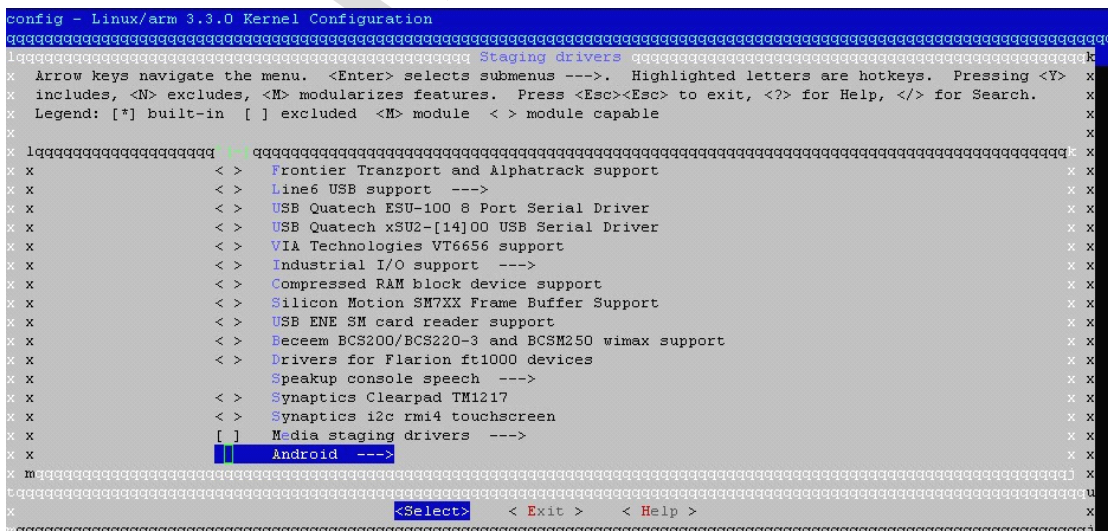 config - Linux/arm 3.3.0 Kernel Configuration
Staging drivers
Arrow keys navigate the menu. <Enter> selects submenus --->. Highlighted letters are hotkeys. Pressing <Y>
includes, <N> excludes, <M> modularizes features. Press <Esc><Esc> to exit, <?> for Help, </> for Search.
Legend: [*] built-in [ ] excluded <M> module < > module capable
< > Frontier Tranzport and Alphatrack support
< > Line6 USB support --->
< > USB Quatech ESU-100 8 Port Serial Driver
< > USB Quatech xSU2-[14]00 USB Serial Driver
< > VIA Technologies VT6656 support
< > Industrial I/O support --->
< > Compressed RAM block device support
< > Silicon Motion SM7XX Frame Buffer Support
< > USB ENE SM card reader support
< > Beceem BCS200/BCS220-3 and BCSM250 wimax support
< > Drivers for Flarion ft1000 devices
Speakup console speech --->
< > Synaptics Clearpad TM1217
< > Synaptics i2c rmi4 touchscreen
[ ] Media staging drivers --->
Android --->
<Select> < Exit > < Help >